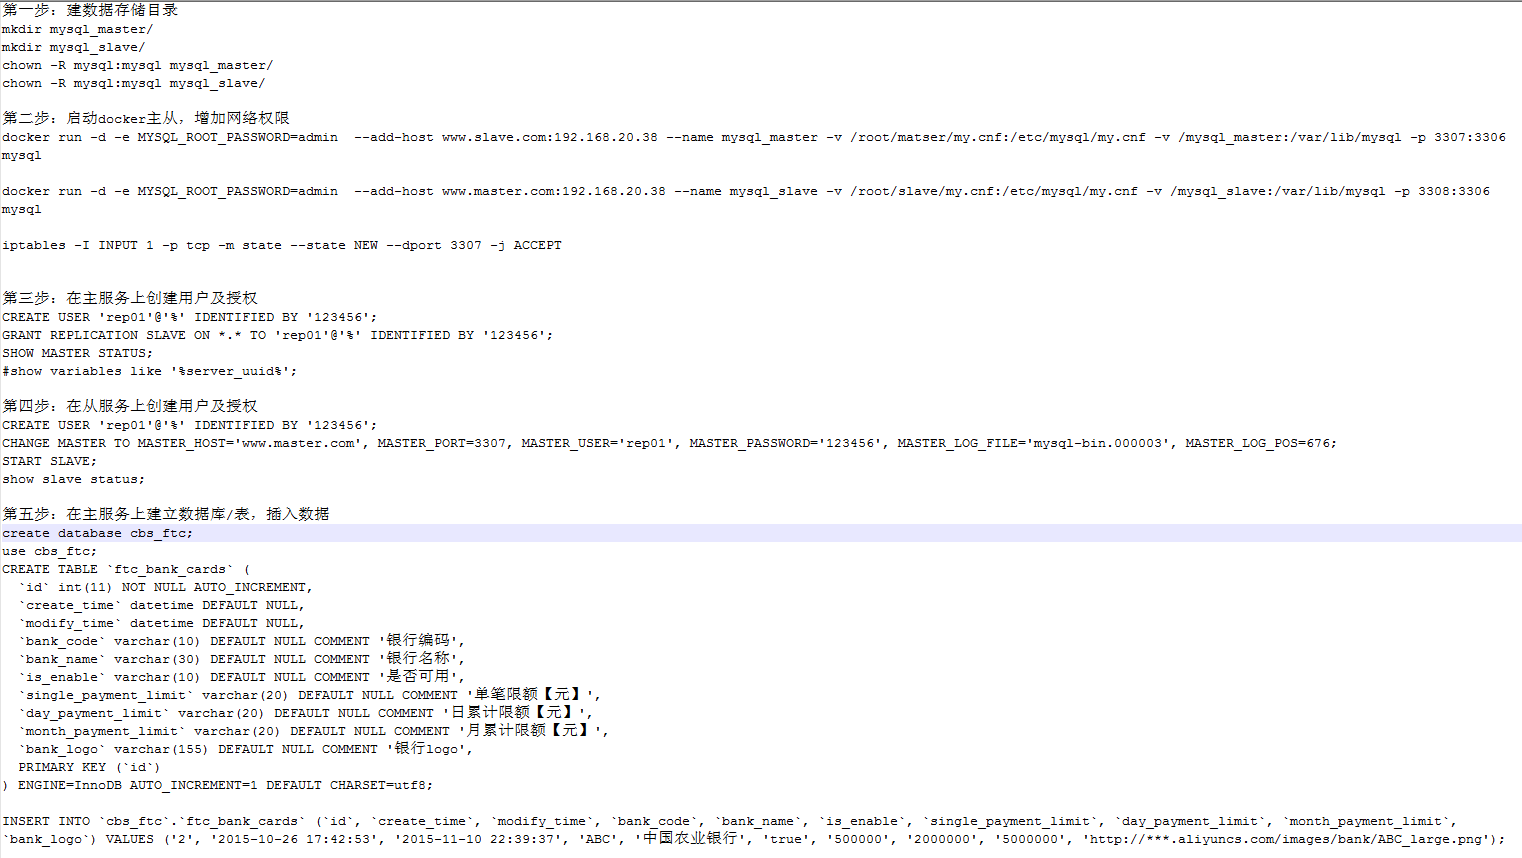 第一步：建数据存储目录
mkdir mysql_master/
mkdir mysql_slave/
chown -R mysql:mysql mysql_master/
chown -R mysql:mysql mysql_slave/
第二步：启动docker主从，增加网络权限
docker run -d -e MYSQL_ROOT_PASSWORD=admin  --add-host www.slave.com:192.168.20.38 --name mysql_master -v /root/matser/my.cnf:/etc/mysql/my.cnf -v /mysql_master:/var/lib/mysql -p 3307:3306
mysql
docker run -d -e MYSQL_ROOT_PASSWORD=admin  --add-host www.master.com:192.168.20.38 --name mysql_slave -v /root/slave/my.cnf:/etc/mysql/my.cnf -v /mysql_slave:/var/lib/mysql -p 3308:3306
mysql
iptables -I INPUT 1 -p tcp -m state --state NEW --dport 3307 -j ACCEPT
第三步：在主服务上创建用户及授权
CREATE USER 'rep01'@'%' IDENTIFIED BY '123456';
GRANT REPLICATION SLAVE ON *.* TO 'rep01'@'%' IDENTIFIED BY '123456';
SHOW MASTER STATUS;
#show variables like '%server_uuid%';
第四步：在从服务上创建用户及授权
CREATE USER 'rep01'@'%' IDENTIFIED BY '123456';
CHANGE MASTER TO MASTER_HOST='www.master.com', MASTER_PORT=3307, MASTER_USER='rep01', MASTER_PASSWORD='123456', MASTER_LOG_FILE='mysql-bin.000003', MASTER_LOG_POS=676;
START SLAVE;
show slave status;
第五步：在主服务上建立数据库/表，插入数据
create database cbs_ftc;
use cbs_ftc;
CREATE TABLE `ftc_bank_cards` (
  `id` int(11) NOT NULL AUTO_INCREMENT,
  `create_time` datetime DEFAULT NULL,
  `modify_time` datetime DEFAULT NULL,
  `bank_code` varchar(10) DEFAULT NULL COMMENT '银行编码',
  `bank_name` varchar(30) DEFAULT NULL COMMENT '银行名称',
  `is_enable` varchar(10) DEFAULT NULL COMMENT '是否可用',
  `single_payment_limit` varchar(20) DEFAULT NULL COMMENT '单笔限额【元】',
  `day_payment_limit` varchar(20) DEFAULT NULL COMMENT '日累计限额【元】',
  `month_payment_limit` varchar(20) DEFAULT NULL COMMENT '月累计限额【元】',
  `bank_logo` varchar(155) DEFAULT NULL COMMENT '银行logo',
  PRIMARY KEY (`id`)
) ENGINE=InnoDB AUTO_INCREMENT=1 DEFAULT CHARSET=utf8;
INSERT INTO `cbs_ftc`.`ftc_bank_cards` (`id`, `create_time`, `modify_time`, `bank_code`, `bank_name`, `is_enable`, `single_payment_limit`, `day_payment_limit`, `month_payment_limit`,
`bank_logo`) VALUES ('2', '2015-10-26 17:42:53', '2015-11-10 22:39:37', 'ABC', '中国农业银行', 'true', '500000', '2000000', '5000000', 'http://***.aliyuncs.com/images/bank/ABC_large.png');